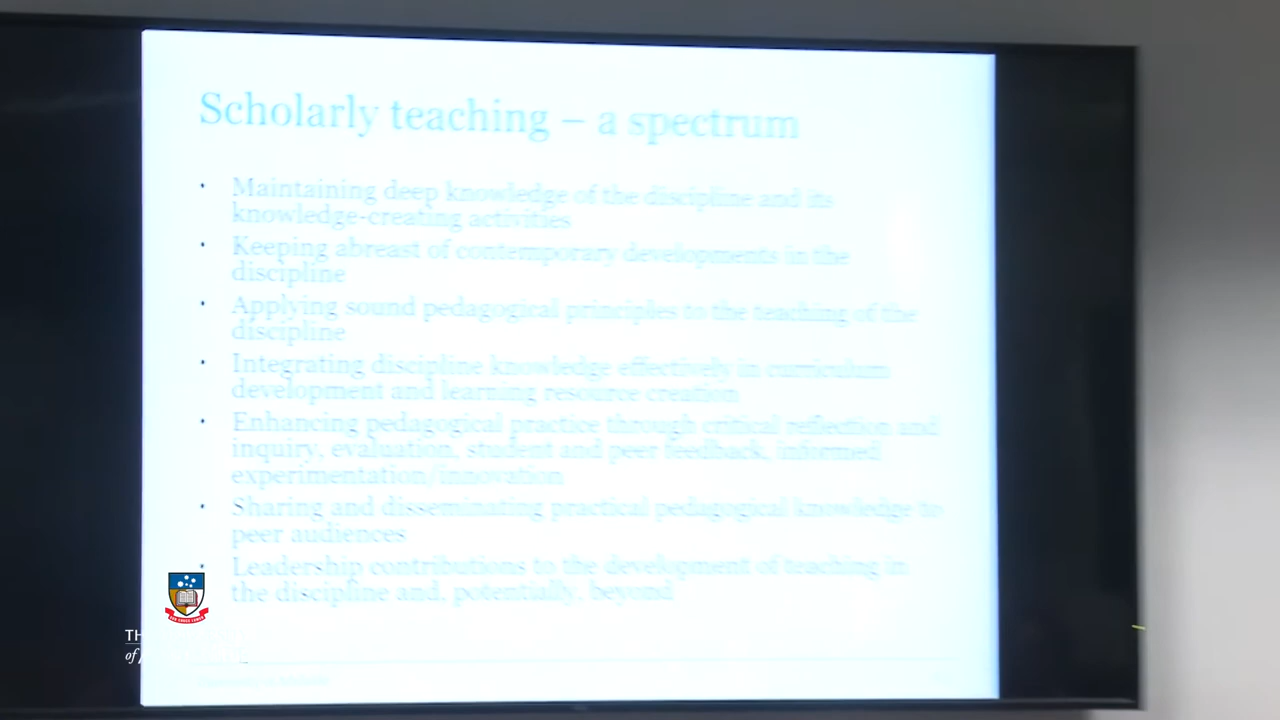 Scholarly teaching – a spectrum
• Maintaining deep knowledge of the discipline and its
knowledge-creating activities
• Keeping abreast of contemporary developments in the
discipline
• Applying sound pedagogical principles to the teaching of the
discipline
• Integrating discipline knowledge effectively in curriculum
development and learning resource creation
• Enhancing pedagogical practice through critical reflection and
inquiry, evaluation, student and peer feedback, informed
experimentation/innovation
• Sharing and disseminating practical pedagogical knowledge to
peer audiences
• Leadership contributions to the development of teaching in
the discipline and, potentially, beyond
TH
of